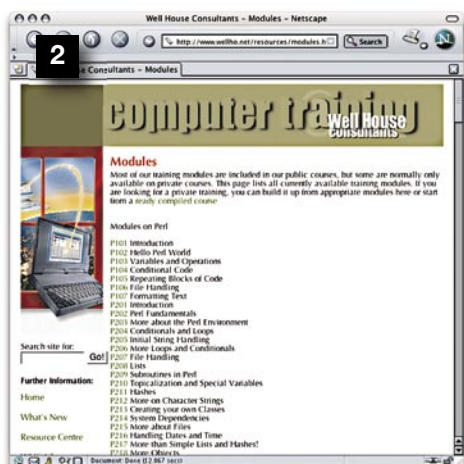 Well House Consultants - Modules - Netscape
http://www.wellho.net/resources/modules.h
Search
2
Consultants - Modules
computer training
Well House
Consultants
Modules
Most of our training modules are included in our public courses, but some are normally only
available on private courses. This page lists all currently available training modules. If you
are looking for a private training, you can build it up from appropriate modules here or start
from a ready compiled course
Modules on Perl
P101 Introduction
P102 Hello Perl World
P103 Variables and Operations
P104 Conditional Code
P105 Repeating Blocks of Code
P106 File Handling
P107 Formatting Text
P201 Introduction
P202 Perl Fundamentals
P203 More about the Perl Environment
P204 Conditionals and Loops
P205 Initial String Handling
P206 More Loops and Conditionals
P207 File Handling
P208 Lists
P209 Subroutines in Perl
P210 Topicalization and Special Variables
P211 Hashes
P212 More on Character Strings
P213 Creating your own Classes
P214 System Dependencies
P215 More about Files
P216 Handling Dates and Time
P217 More than Simple Lists and Hashes!
P218 More Objects
Search site for:
Go!
Further Information:
Home
What's New
Resource Centre
Document: Done (12.867 secs)